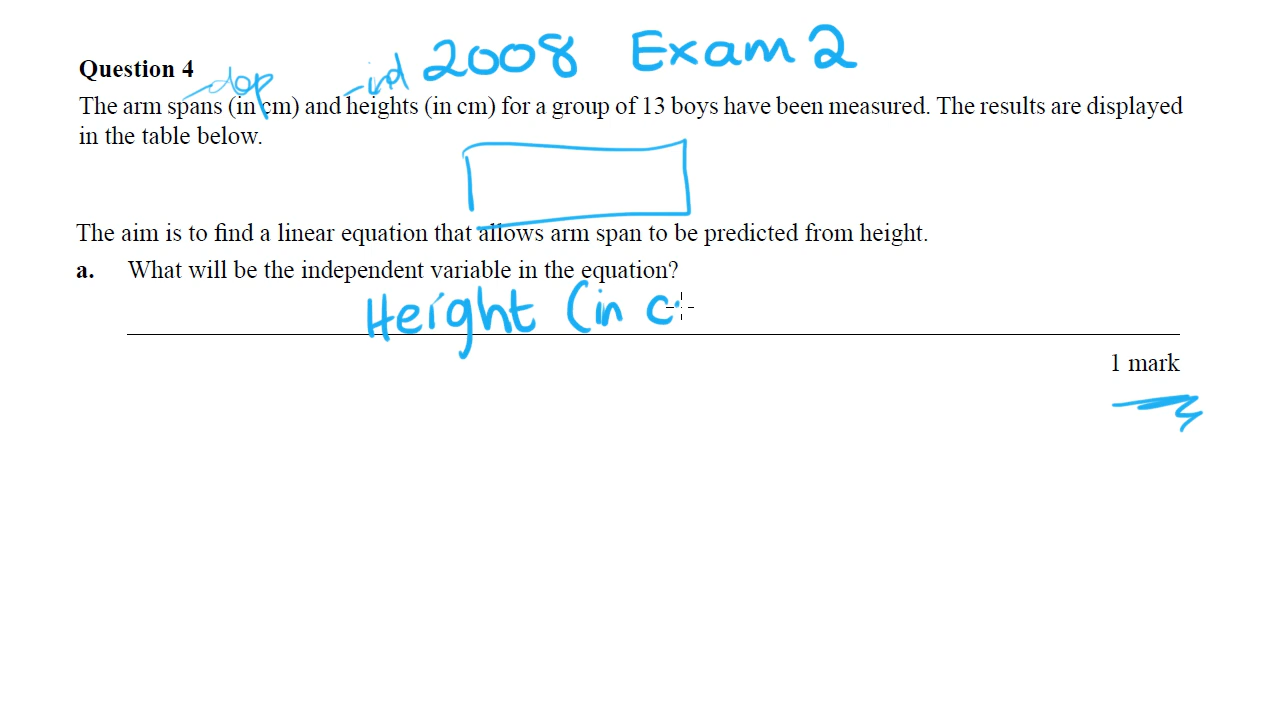 2008 Exam 2
Question 4
-dep -ind
The arm spans (in cm) and heights (in cm) for a group of 13 boys have been measured. The results are displayed
in the table below.
The aim is to find a linear equation that allows arm span to be predicted from height.
a. What will be the independent variable in the equation?
Height (in c
1 mark